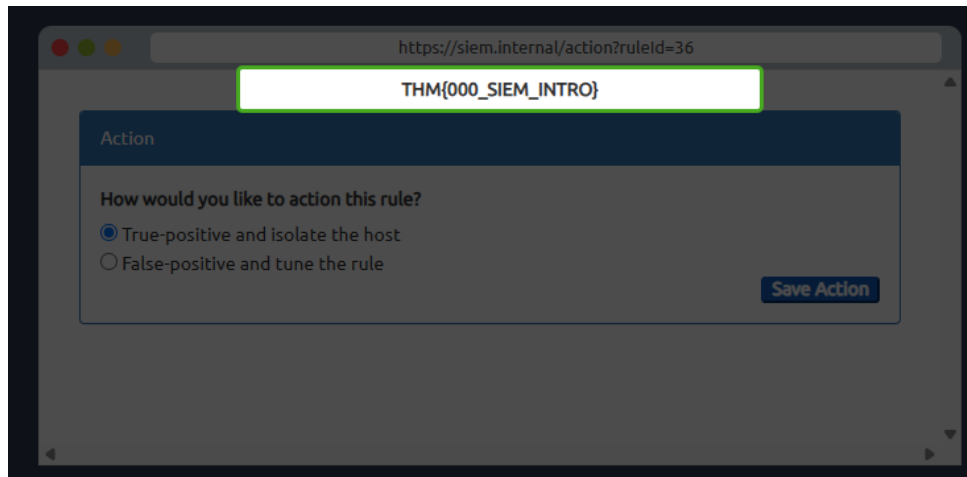 https://siem.internal/action?ruleId=36
THM{000_SIEM_INTRO}
Action
How would you like to action this rule?
True-positive and isolate the host
False-positive and tune the rule
Save Action